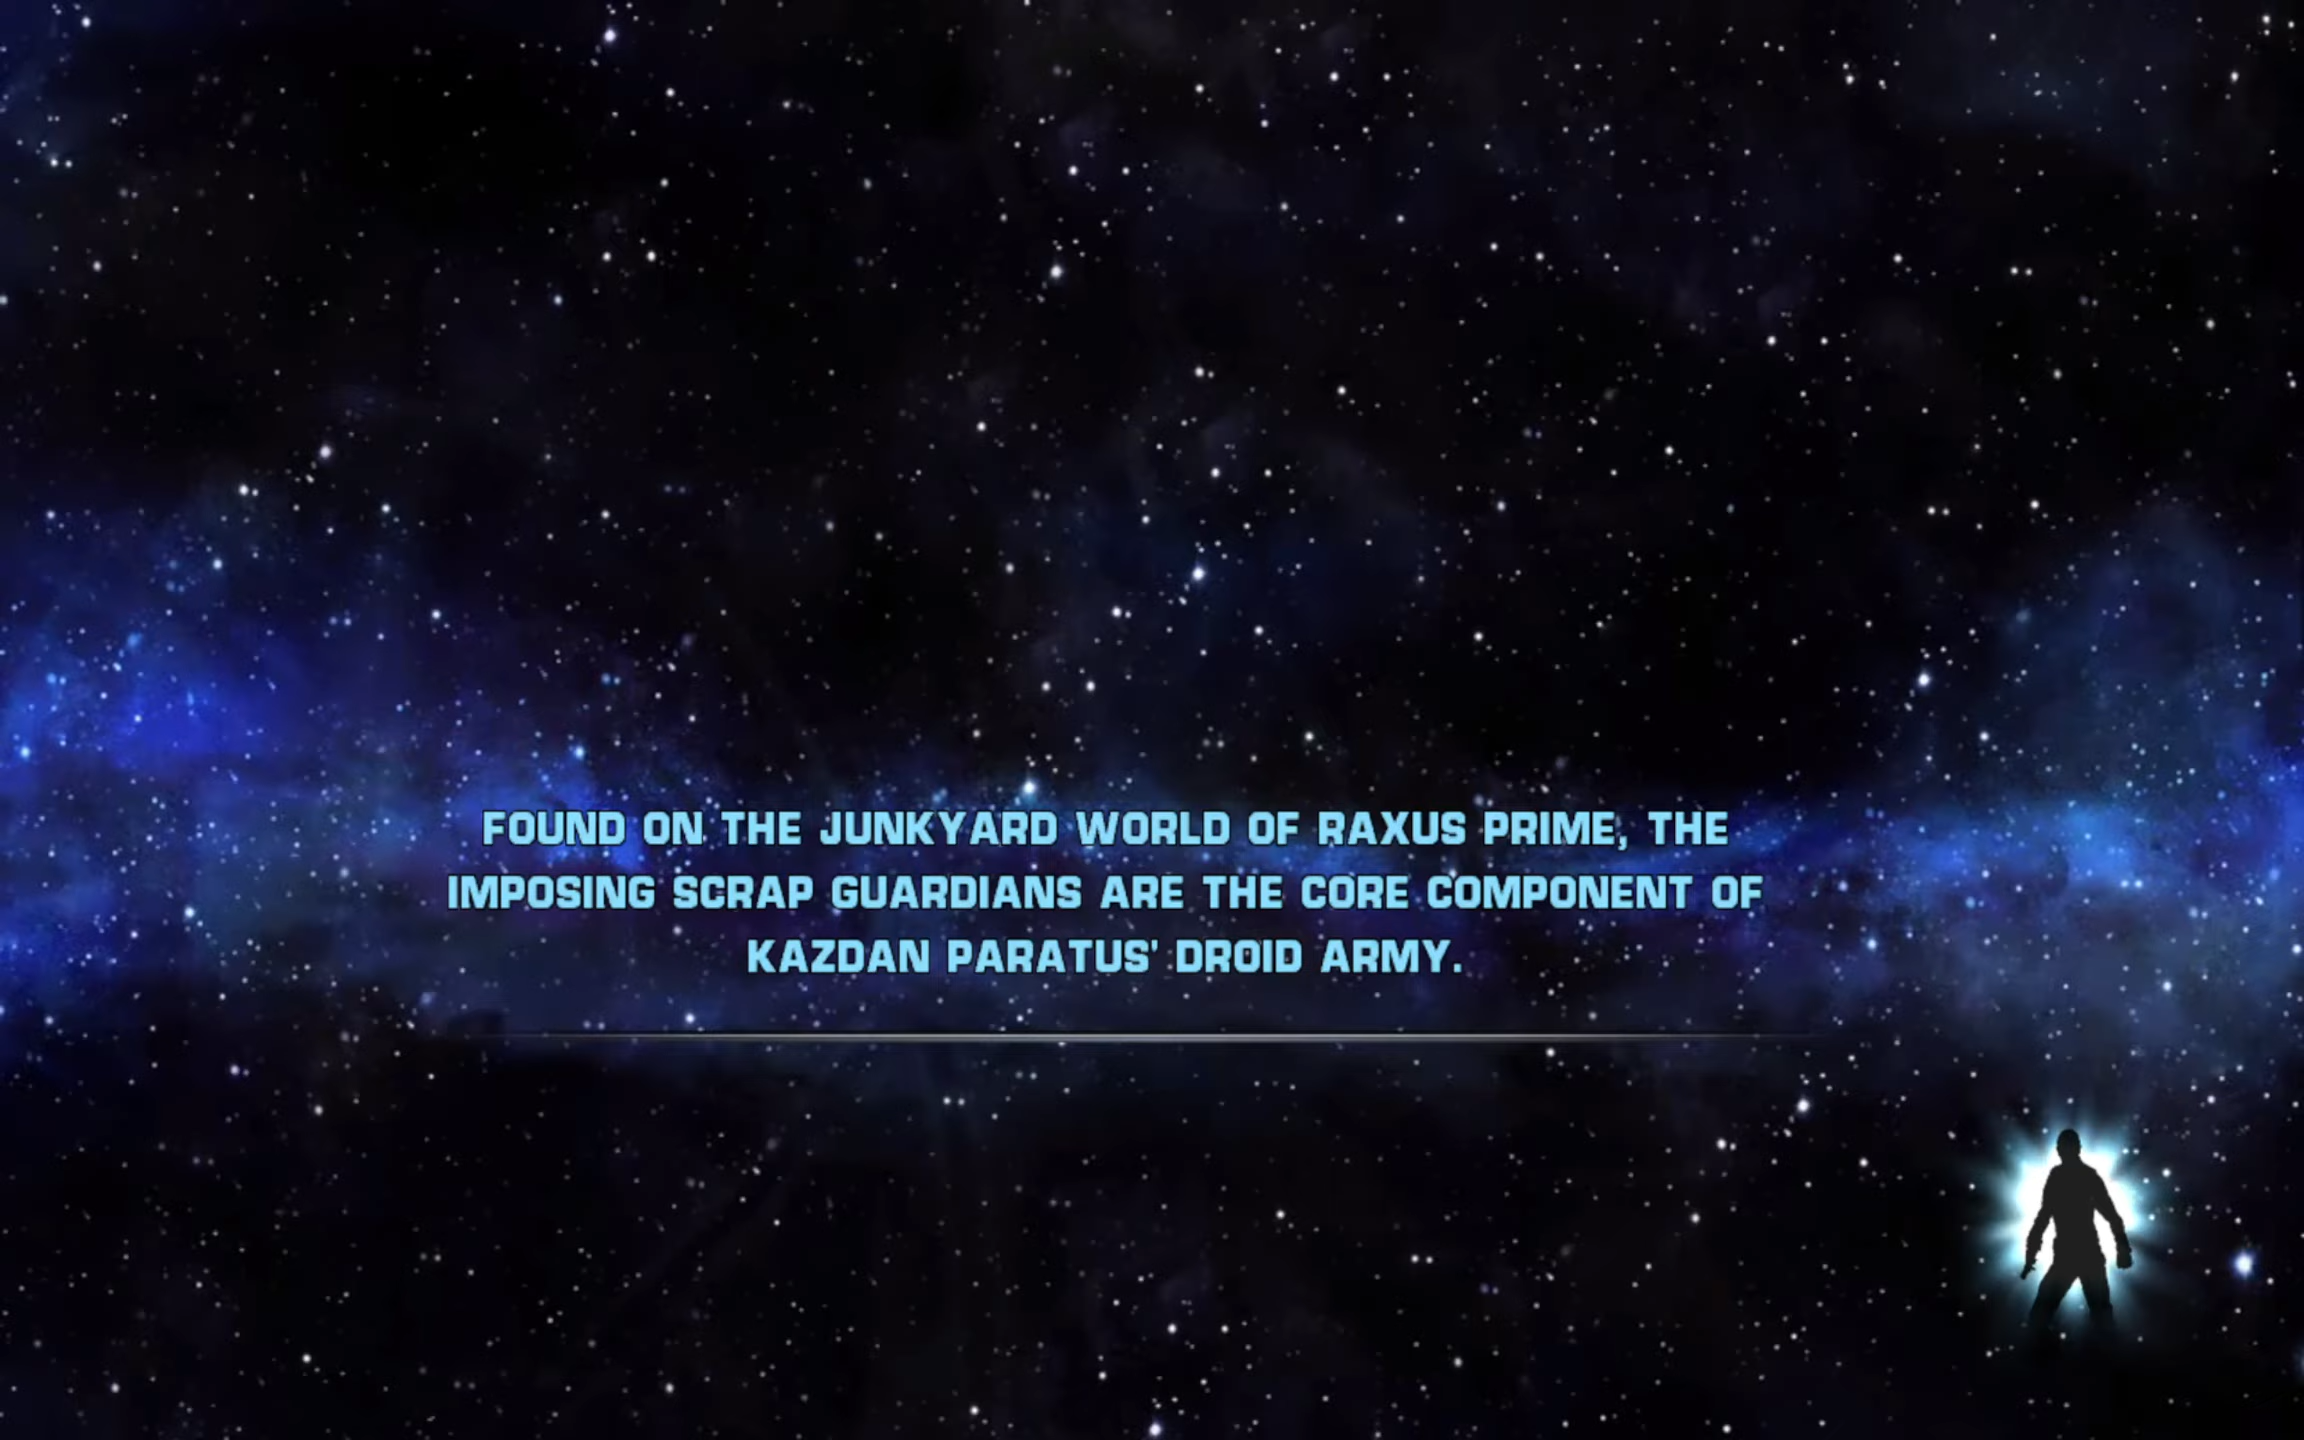 FOUND ON THE JUNKYARD WORLD OF RAXUS PRIME, THE
IMPOSING SCRAP GUARDIANS ARE THE CORE COMPONENT OF
KAZDAN PARATUS' DROID ARMY.